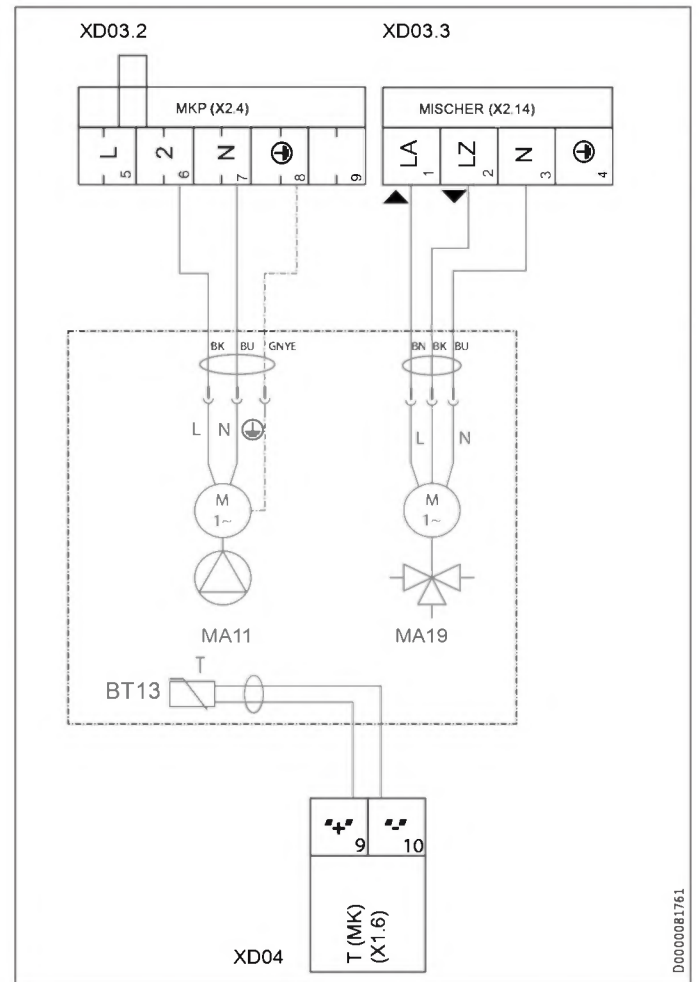 XD03.2 XD03.3
MKP (X2.4) MISCHER (X2.14)
L 2 N LA LZ N
5 6 7 8 9 1 2 3 4
BK BU GNYE BN BK BU
L N L N
M M
1~ 1~
MA11 MA19
T
BT13
"+" "-"
9 10
T (MK)
(X1.6)
XD04
D0000081761